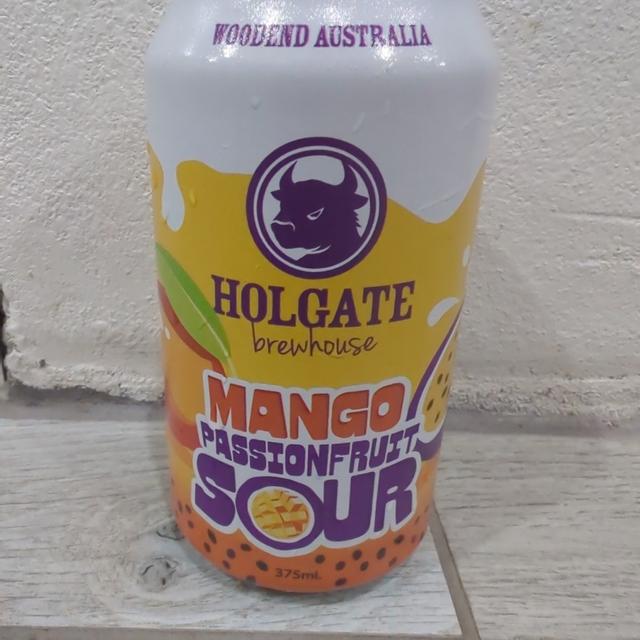 WOODEND AUSTRALIA
HOLGATE
brewhouse
MANGO
PASSIONFRUIT
SOUR
375mL